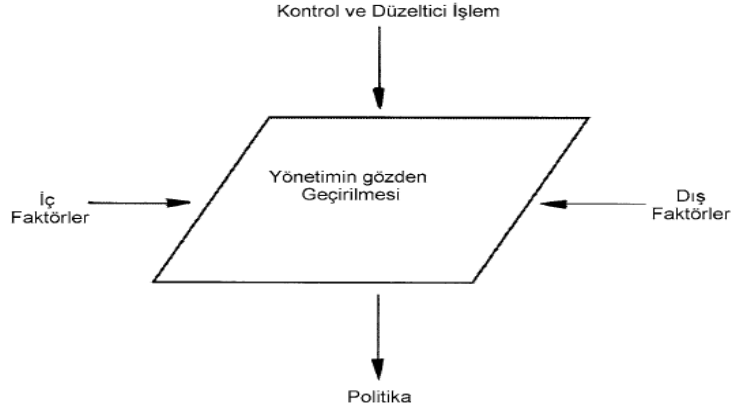 Kontrol ve Düzeltici İşlem
Yönetimin gözden
Geçirilmesi
İç
Faktörler
Dış
Faktörler
Politika